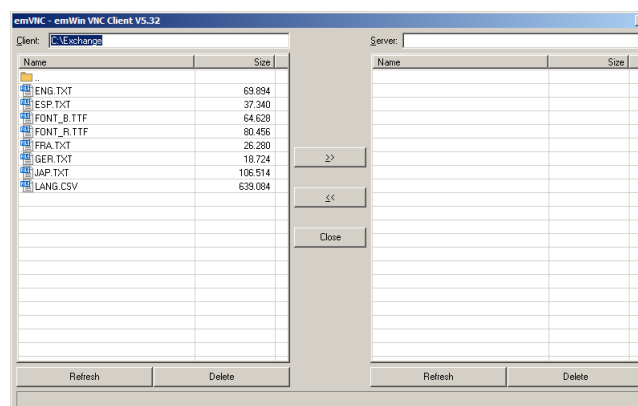 emVNC - emWin VNC Client V5.32
Client: C:\Exchange
Server:
Name Size
Name Size
..
ENG.TXT 69.894
ESP.TXT 37.340
FONT_B.TTF 64.628
FONT_R.TTF 80.456
FRA.TXT 26.280
GER.TXT 18.724
JAP.TXT 106.514
LANG.CSV 639.084
>>
<<
Close
Refresh Delete
Refresh Delete